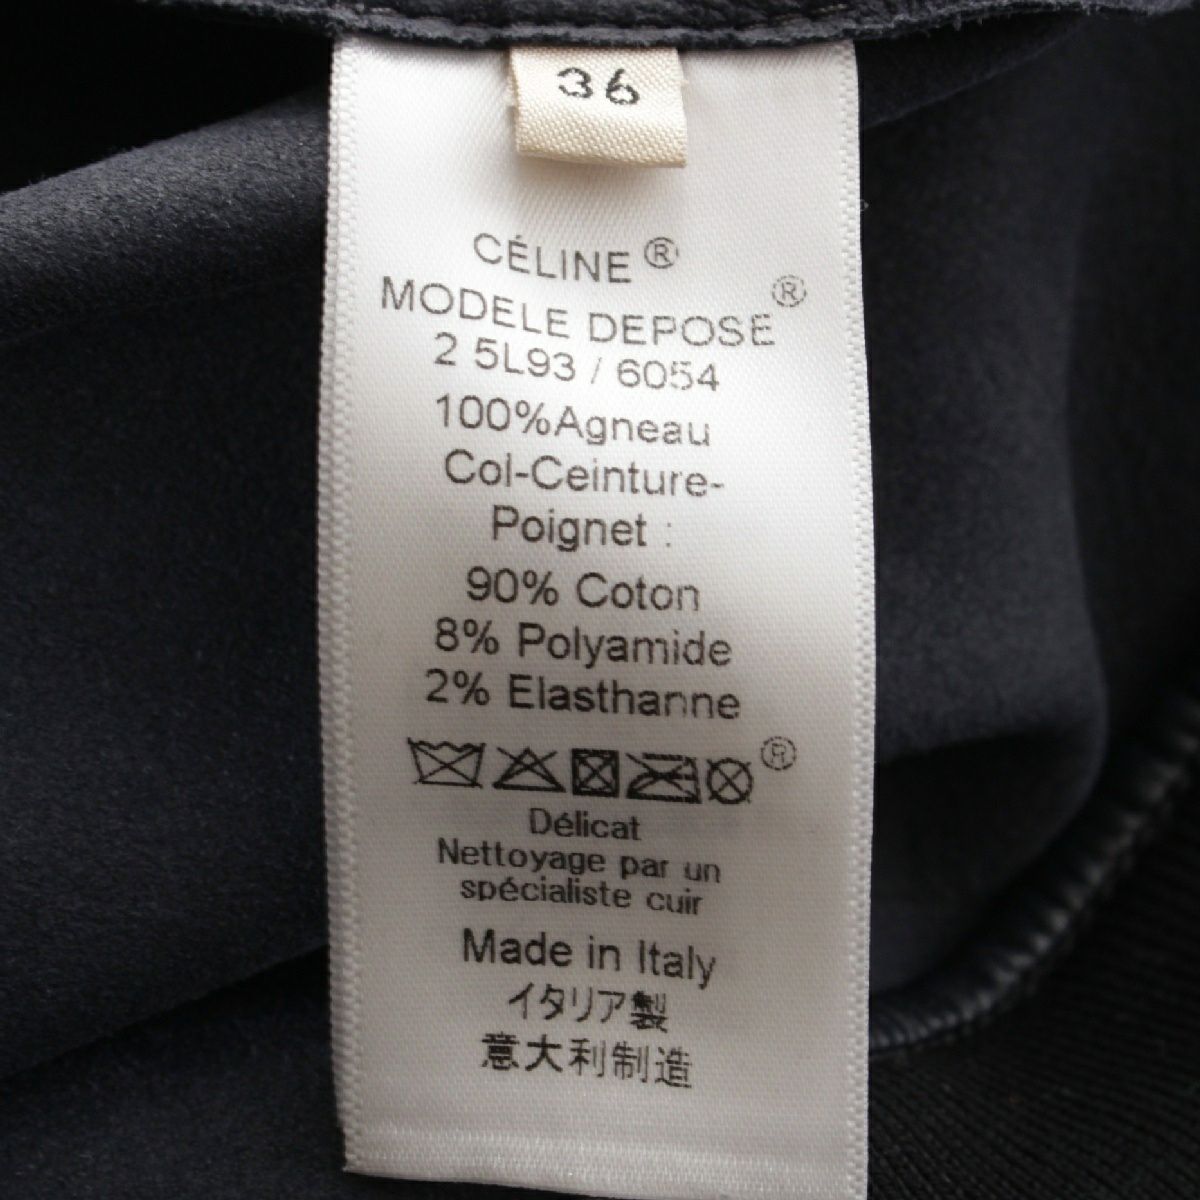 36
CÉLINE ®
MODELE DEPOSE ®
2 5L93 / 6054
100%Agneau
Col-Ceinture-
Poignet :
90% Coton
8% Polyamide
2% Elasthanne
®
Délicat
Nettoyage par un
spécialiste cuir
Made in Italy
イタリア製
意大利制造